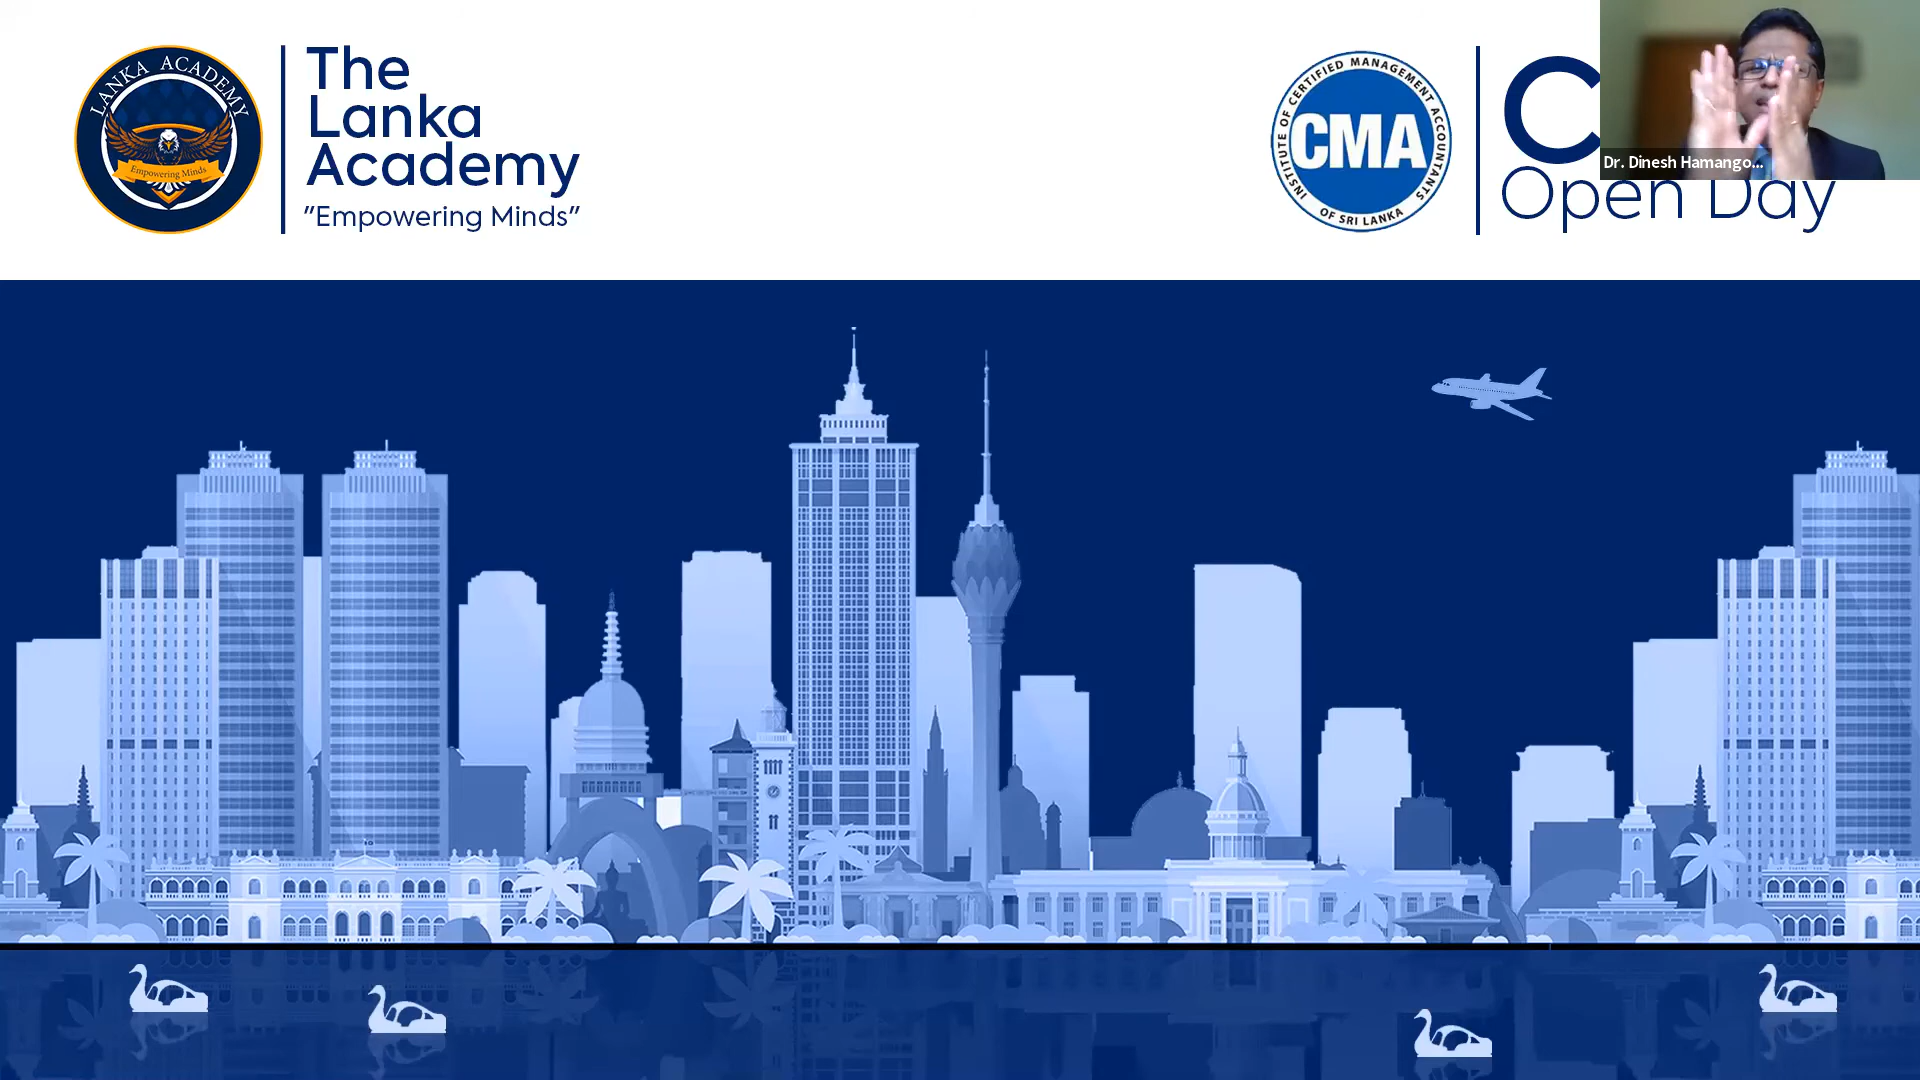 LANKA ACADEMY
Empowering Minds
The
Lanka
Academy
"Empowering Minds"
INSTITUTE OF CERTIFIED MANAGEMENT ACCOUNTANTS
OF SRI LANKA
CMA
C
Open Day
Dr. Dinesh Hamango...